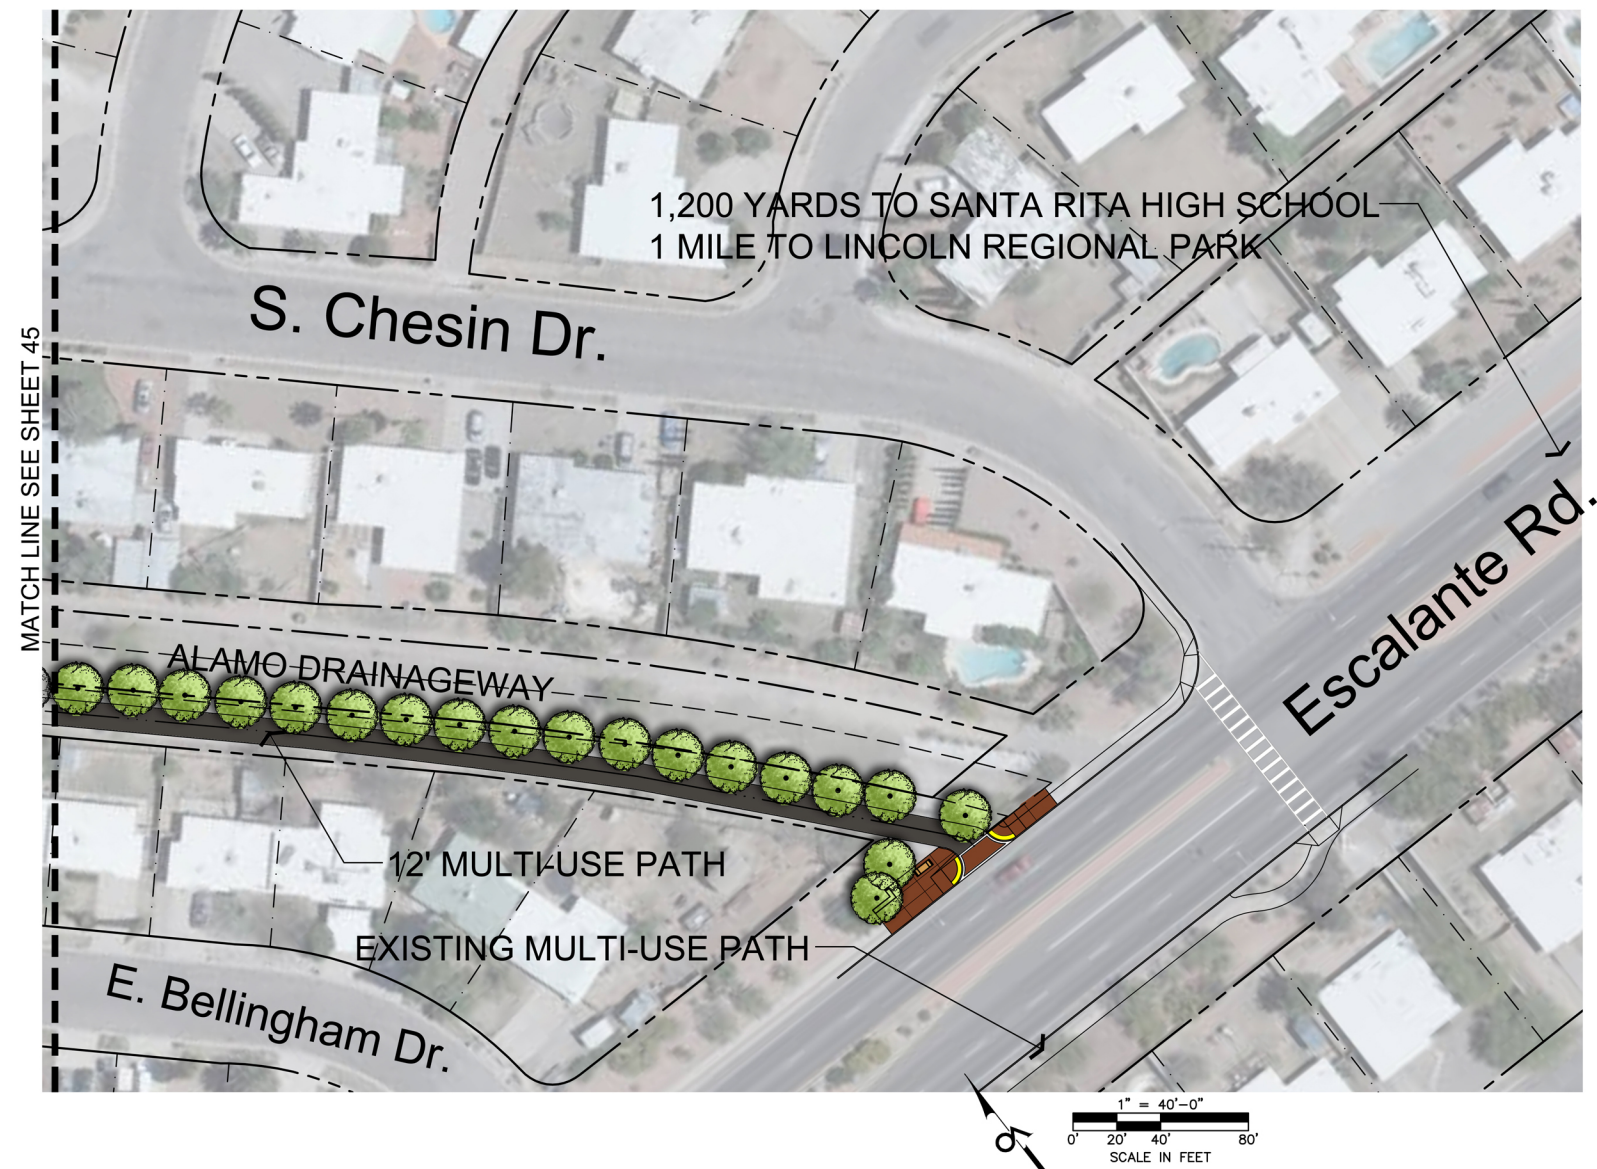 1,200 YARDS TO SANTA RITA HIGH SCHOOL
1 MILE TO LINCOLN REGIONAL PARK
S. Chesin Dr.
MATCH LINE SEE SHEET 45
Escalante Rd.
ALAMO DRAINAGEWAY
12' MULTI-USE PATH
EXISTING MULTI-USE PATH
E. Bellingham Dr.
1" = 40'-0"
0' 20' 40' 80'
SCALE IN FEET